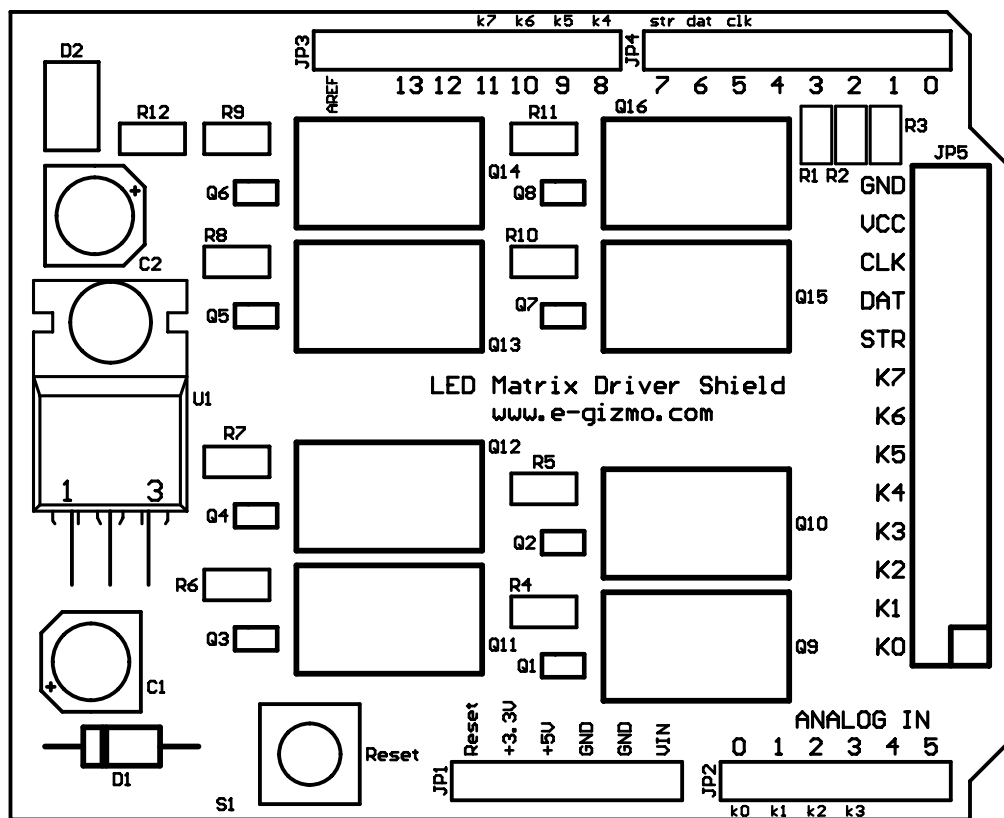 k7 k6 k5 k4 str dat clk
D2 JP3 JP4
AREF 13 12 11 10 9 8 7 6 5 4 3 2 1 0
R12 R9 R11 Q16 R3
JP5
Q14 R1 R2 GND
Q6 Q8
VCC
R8 R10
C2 CLK
Q15 DAT
Q5 Q7
Q13 STR
K7
LED Matrix Driver Shield
U1
www.e-gizmo.com K6
R7 Q12 R5 K5
1 3 K4
Q4 Q10 K3
Q2
R6 R4 K2
K1
Q3 Q11 Q1 Q9 K0
C1
Reset +3.3V +5V GND GND VIN ANALOG IN
0 1 2 3 4 5
Reset
D1 JP1 JP2
S1
k0 k1 k2 k3